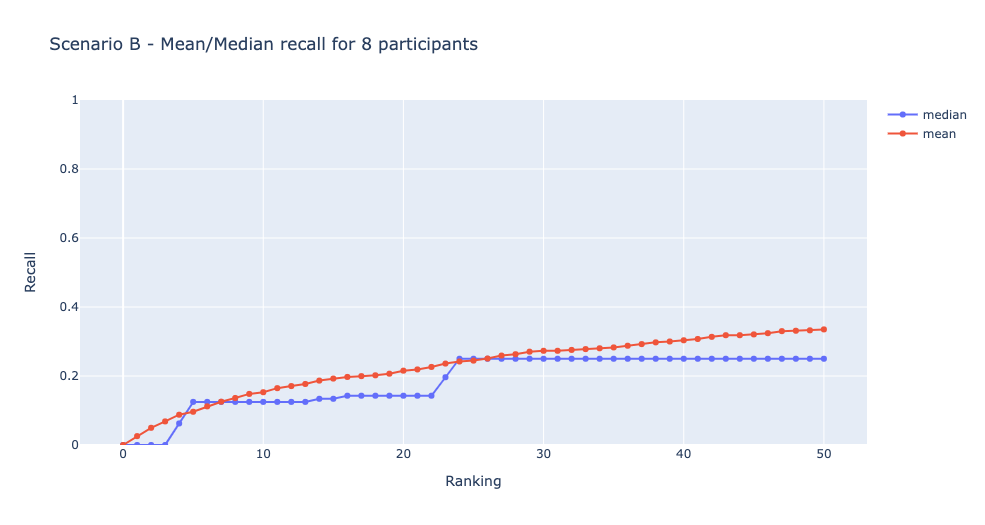 Scenario B - Mean/Median recall for 8 participants
1
0.8
0.6
0.4
0.2
0
Recall
0 10 20 30 40 50
Ranking
median
mean